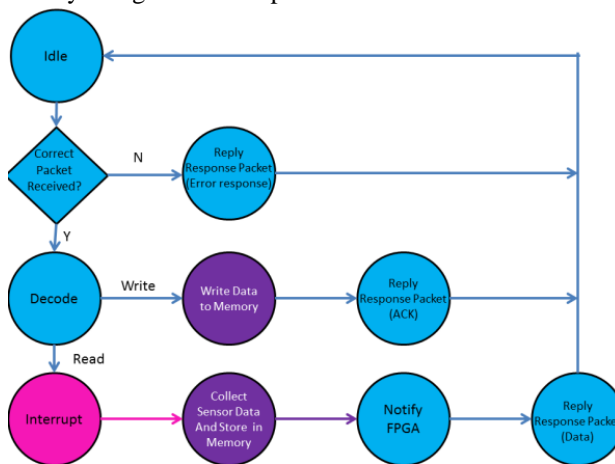 Idle
Correct
Packet
Received?
N
Reply
Response Packet
(Error response)
Y
Decode
Write
Write Data
to Memory
Reply
Response Packet
(ACK)
Read
Interrupt
Collect
Sensor Data
And Store in
Memory
Notify
FPGA
Reply
Response Packet
(Data)